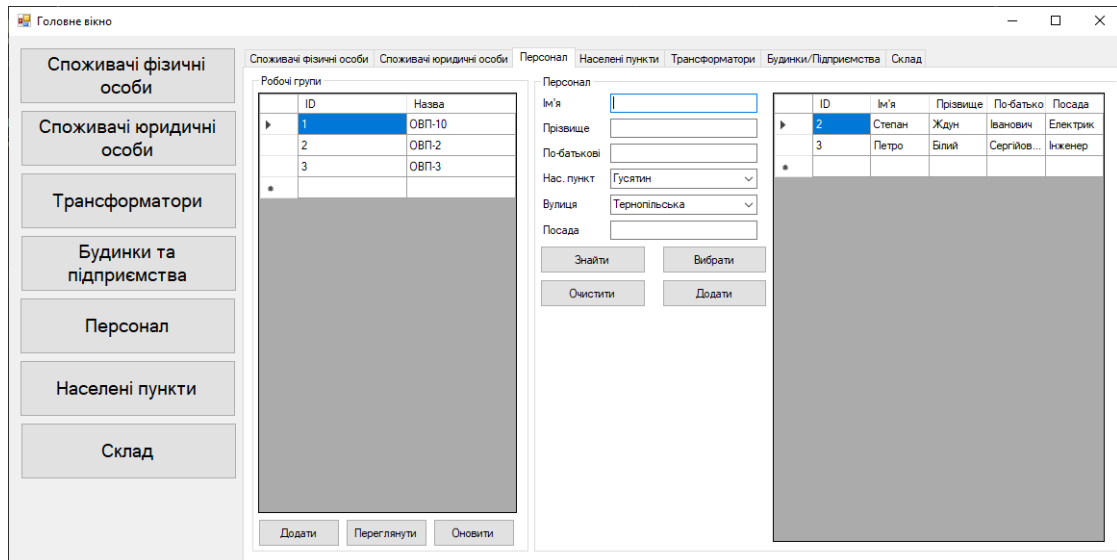 Головне вікно
Споживачі фізичні
особи
Споживачі юридичні
особи
Трансформатори
Будинки та
підприємства
Персонал
Населені пункти
Склад
Споживачі фізичні особи Споживачі юридичні особи Персонал Населені пункти Трансформатори Будинки/Підприємства Склад
Робочі групи
ID Назва
1 ОВП-10
2 ОВП-2
3 ОВП-3
Додати Переглянути Оновити
Персонал
Ім'я
Прізвище
По-батькові
Нас. пункт Гусятин
Вулиця Тернопільська
Посада
Знайти Вибрати
Очистити Додати
ID Ім'я Прізвище По-батько Посада
2 Степан Ждун Іванович Електрик
3 Петро Білий Сергійов... Інженер